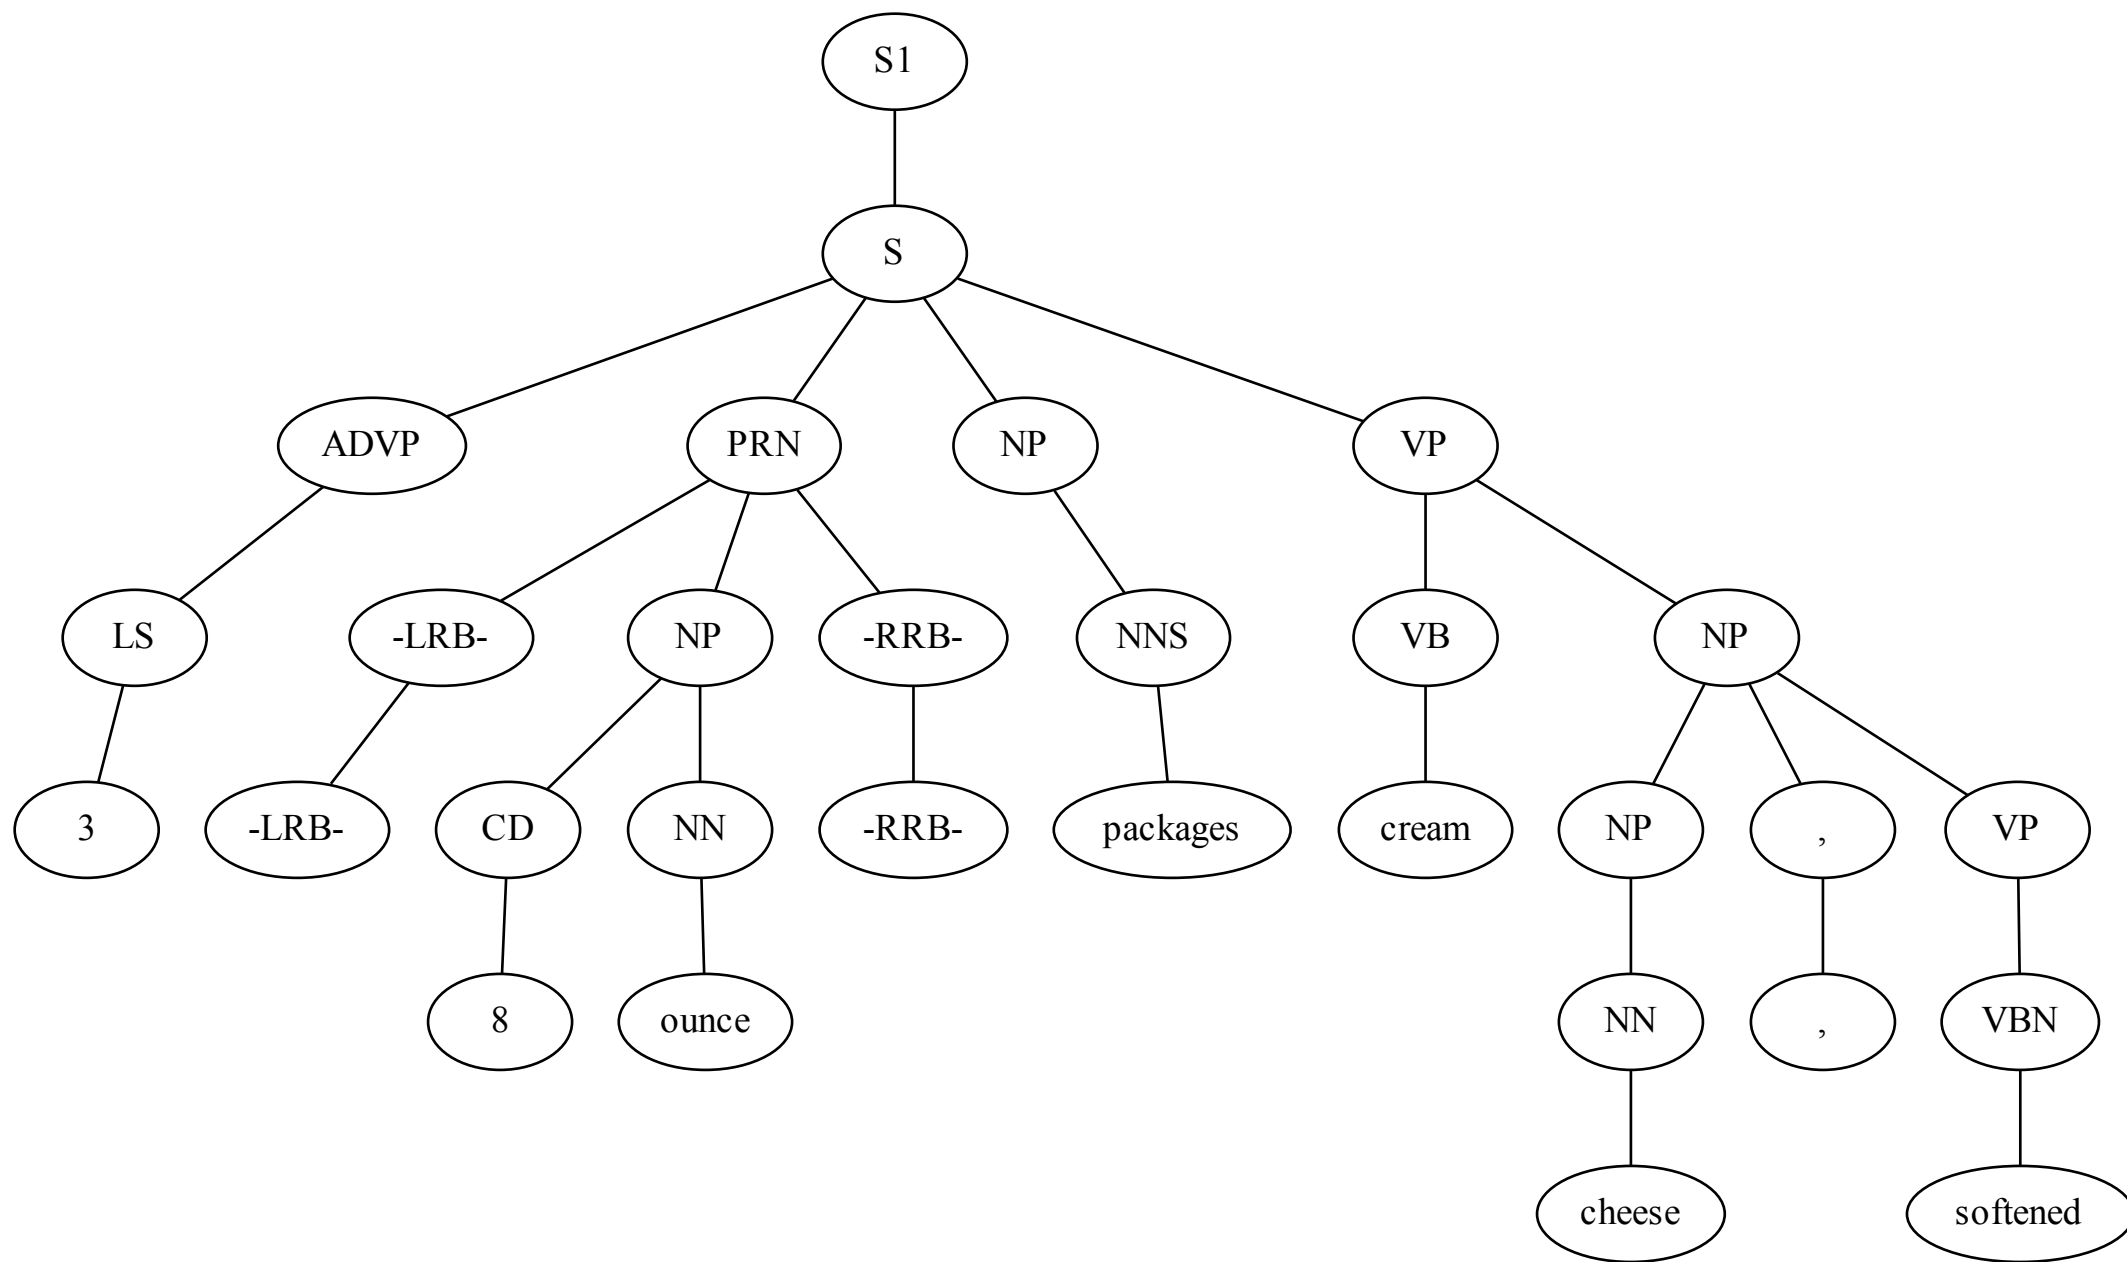 S1
S
ADVP PRN NP VP
LS -LRB- NP -RRB- NNS VB NP
3 -LRB- CD NN -RRB- packages cream NP , VP
8 ounce NN , VBN
cheese softened